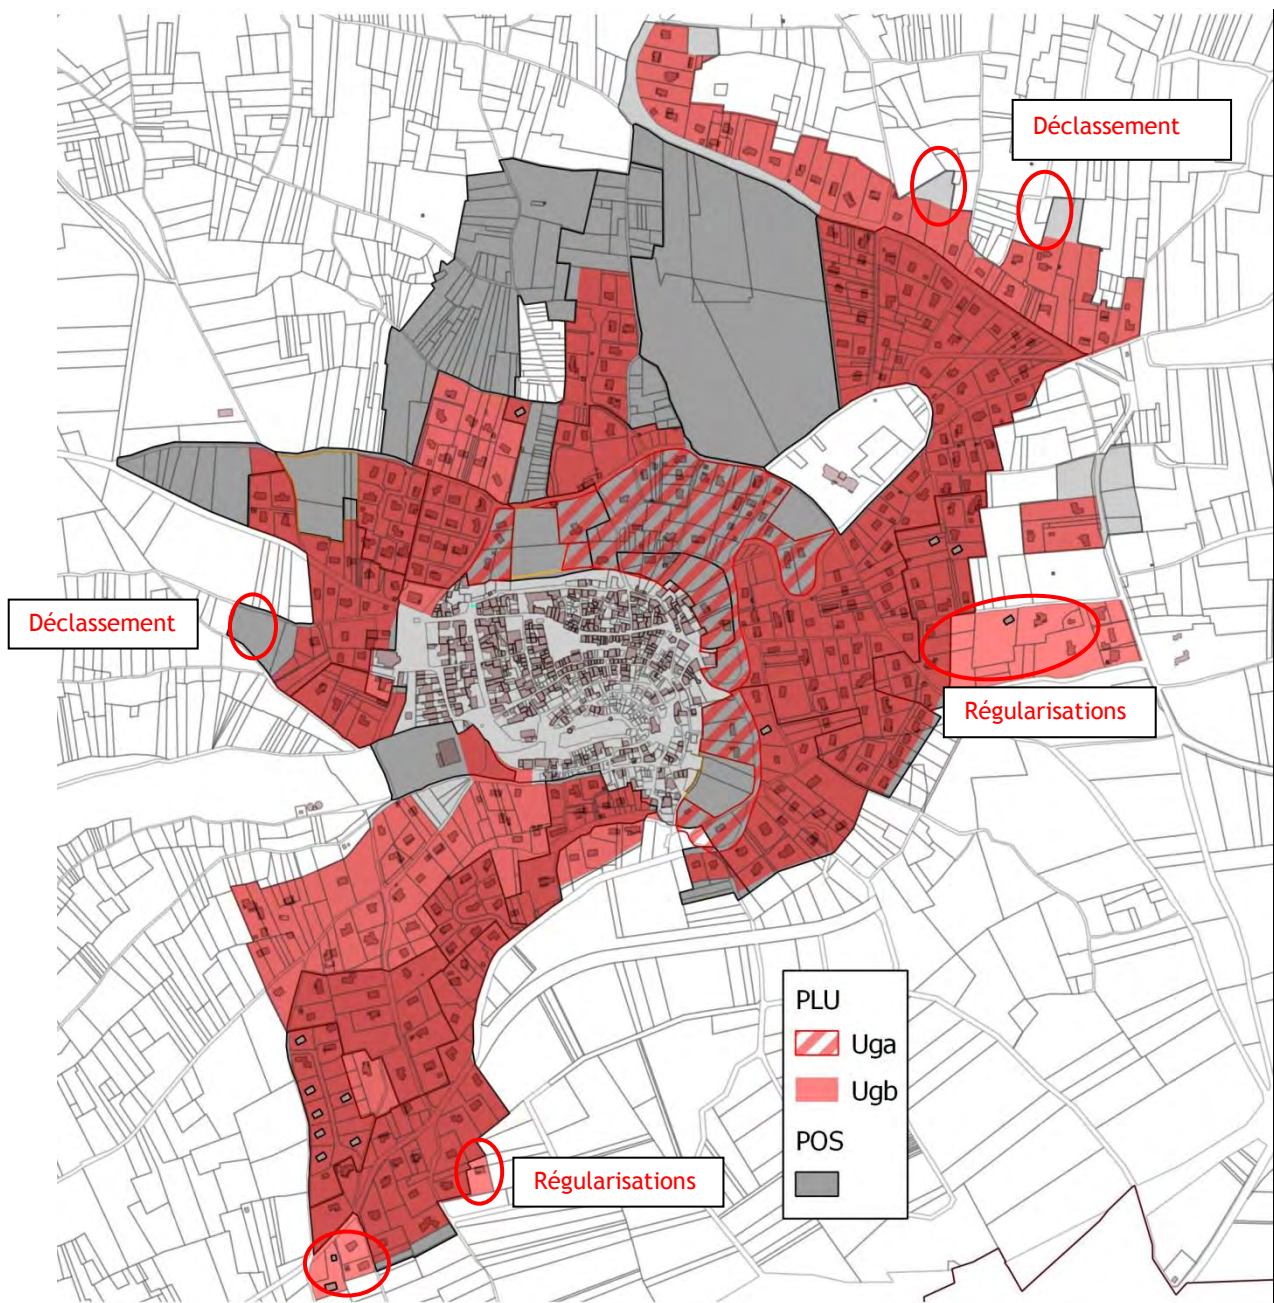 Déclassement
Déclassement
Régularisations
PLU
Uga
Ugb
POS
Régularisations